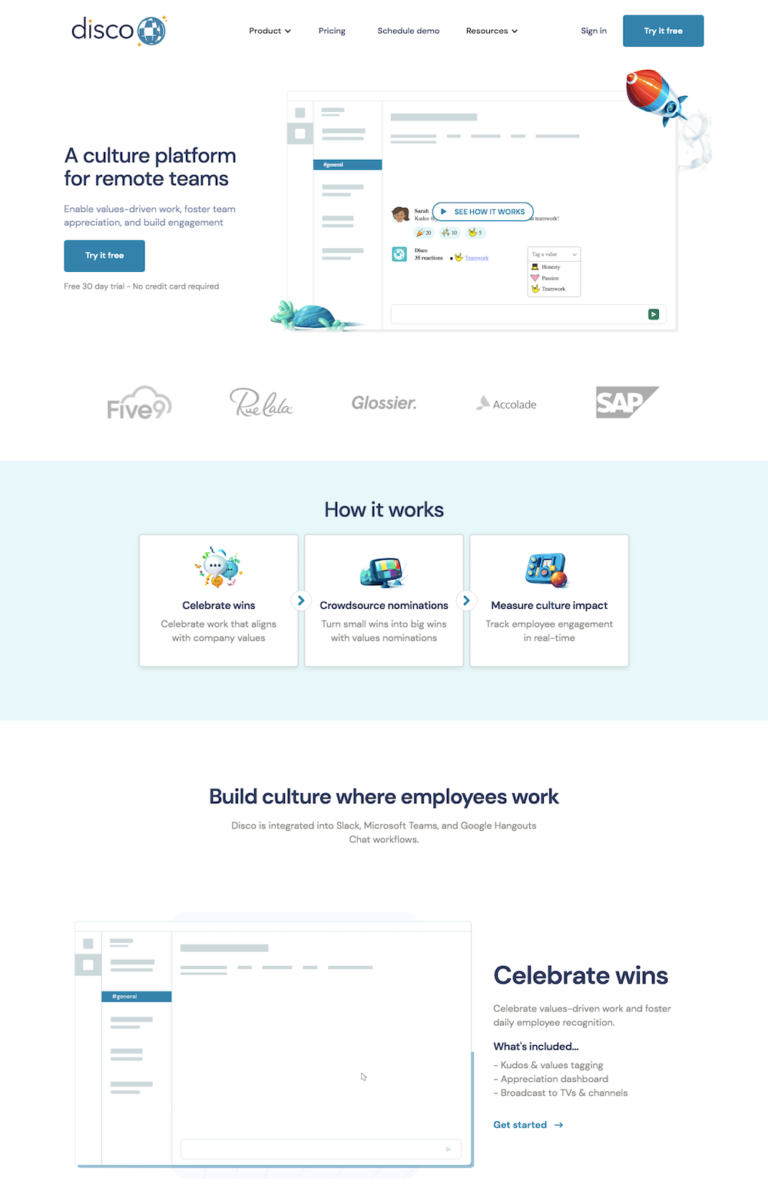 disco
Product
Pricing
Schedule demo
Resources
Sign in
Try it free
A culture platform
for remote teams
Enable values-driven work, foster team
appreciation, and build engagement
Try it free
Free 30 day trial - No credit card required
#general
Sarah
SEE HOW IT WORKS
Kudos
teamwork!
20
10
5
Disco
35 reactions
Teamwork
Tag a value
Honesty
Passion
Teamwork
Five9
Rue La La
Glossier.
Accolade
SAP
How it works
Celebrate wins
Celebrate work that aligns
with company values
Crowdsource nominations
Turn small wins into big wins
with values nominations
Measure culture impact
Track employee engagement
in real-time
Build culture where employees work
Disco is integrated into Slack, Microsoft Teams, and Google Hangouts
Chat workflows.
#general
Celebrate wins
Celebrate values-driven work and foster
daily employee recognition.
What's included...
- Kudos & values tagging
- Appreciation dashboard
- Broadcast to TVs & channels
Get started →